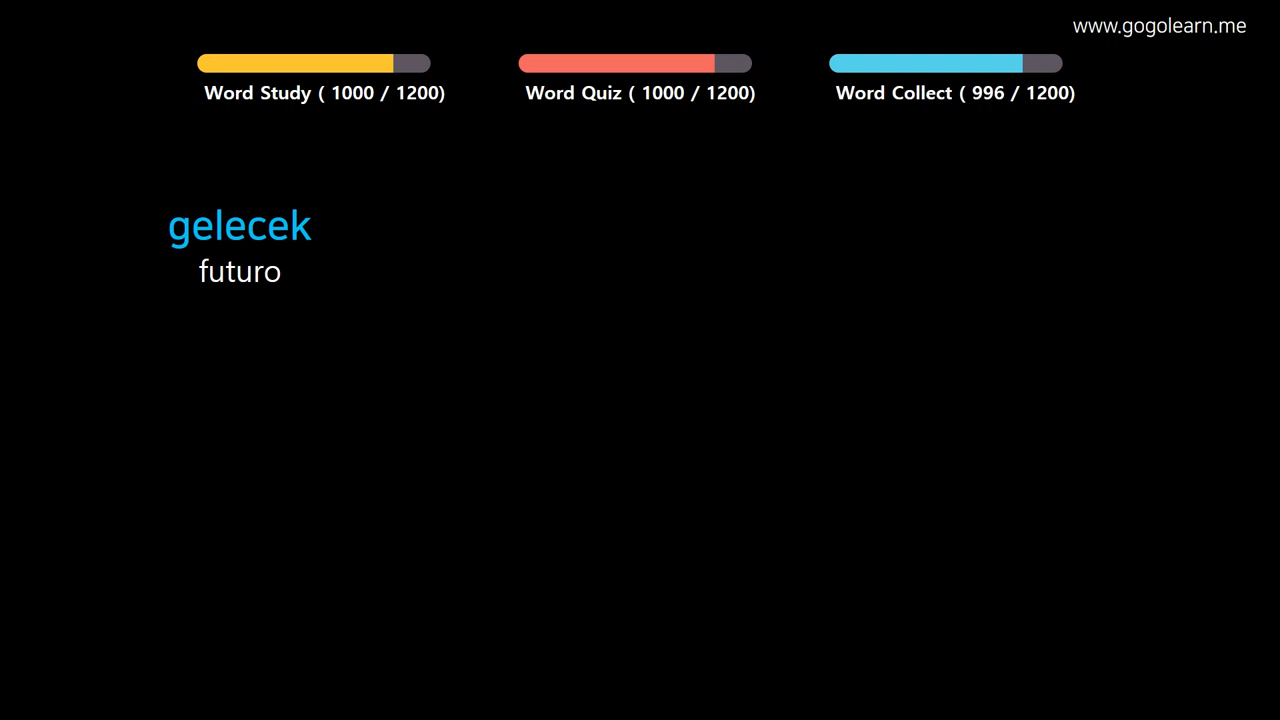 www.gogolearn.me
Word Study ( 1000 / 1200)
Word Quiz ( 1000 / 1200)
Word Collect ( 996 / 1200)
gelecek
futuro